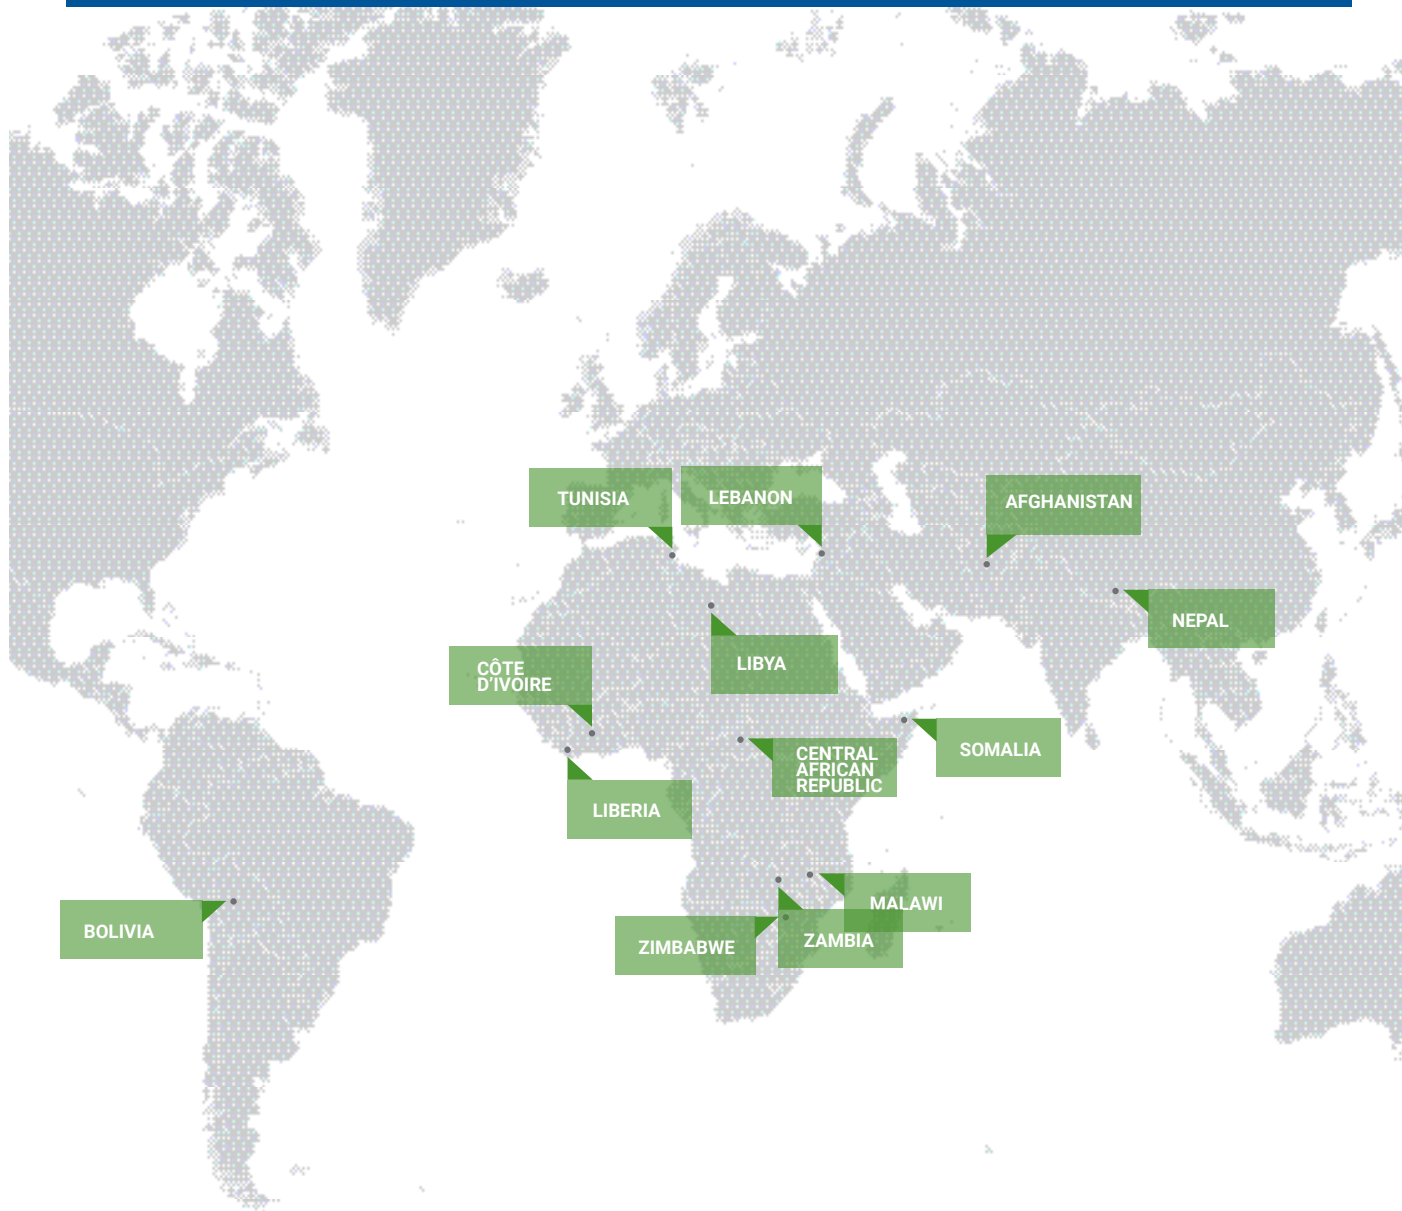 TUNISIA
LEBANON
AFGHANISTAN
NEPAL
LIBYA
CÔTE
D’IVOIRE
SOMALIA
CENTRAL
AFRICAN
REPUBLIC
LIBERIA
MALAWI
BOLIVIA
ZIMBABWE
ZAMBIA